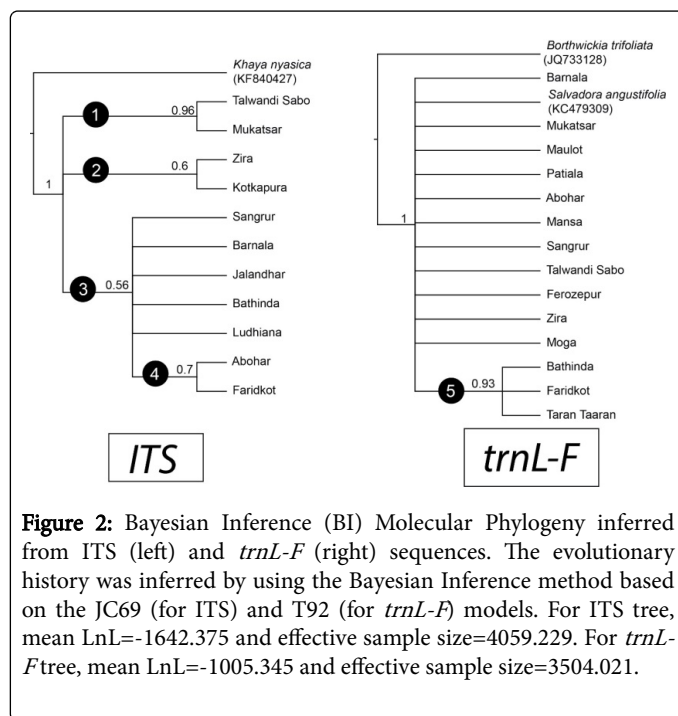 Khaya nyasica
(KF840427)
Talwandi Sabo
0.96
1
Mukatsar
Zira
0.6
2
Kotkapura
1
Sangrur
Barnala
Jalandhar
0.56
3
Bathinda
Ludhiana
Abohar
0.7
4
Faridkot
ITS
Borthwickia trifoliata
(JQ733128)
Barnala
Salvadora angustifolia
(KC479309)
Mukatsar
Maulot
Patiala
Abohar
1
Mansa
Sangrur
Talwandi Sabo
Ferozepur
Zira
Moga
Bathinda
0.93
5
Faridkot
Taran Taaran
trnL-F
Figure 2: Bayesian Inference (BI) Molecular Phylogeny inferred
from ITS (left) and trnL-F (right) sequences. The evolutionary
history was inferred by using the Bayesian Inference method based
on the JC69 (for ITS) and T92 (for trnL-F) models. For ITS tree,
mean LnL=-1642.375 and effective sample size=4059.229. For trnL-
F tree, mean LnL=-1005.345 and effective sample size=3504.021.